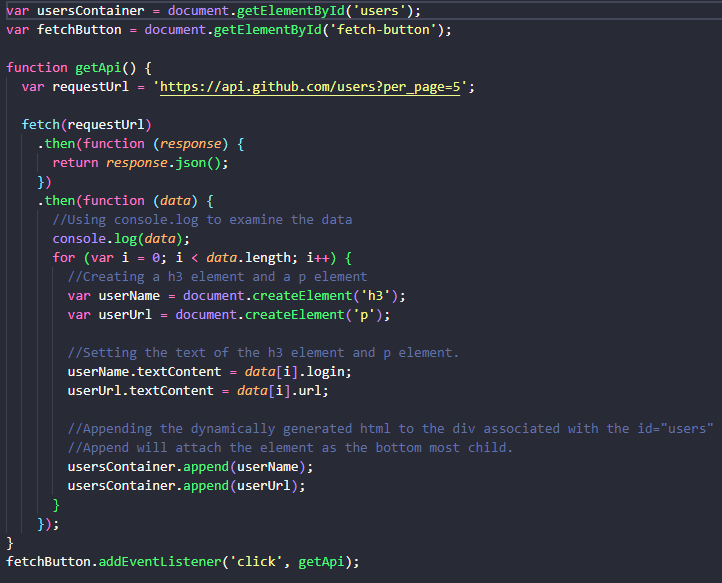 var usersContainer = document.getElementById('users');
var fetchButton = document.getElementById('fetch-button');

function getApi() {
  var requestUrl = 'https://api.github.com/users?per_page=5';

  fetch(requestUrl)
    .then(function (response) {
      return response.json();
    })
    .then(function (data) {
      //Using console.log to examine the data
      console.log(data);
      for (var i = 0; i < data.length; i++) {
        //Creating a h3 element and a p element
        var userName = document.createElement('h3');
        var userUrl = document.createElement('p');

        //Setting the text of the h3 element and p element.
        userName.textContent = data[i].login;
        userUrl.textContent = data[i].url;

        //Appending the dynamically generated html to the div associated with the id="users"
        //Append will attach the element as the bottom most child.
        usersContainer.append(userName);
        usersContainer.append(userUrl);
      }
    });
}
fetchButton.addEventListener('click', getApi);